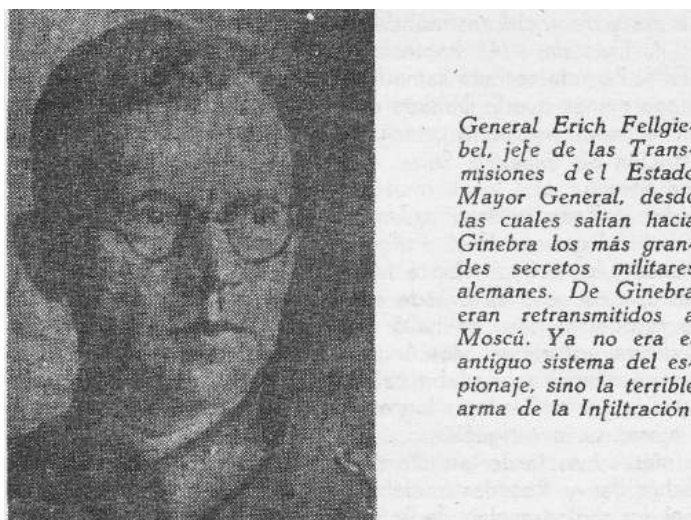 General Erich Fellgie-
bel, jefe de las Trans-
misiones del Estado
Mayor General, desde
las cuales salían hacia
Ginebra los más gran-
des secretos militares
alemanes. De Ginebra
eran retransmitidos a
Moscú. Ya no era e
antiguo sistema del es-
pionaje, sino la terrible
arma de la Infiltración